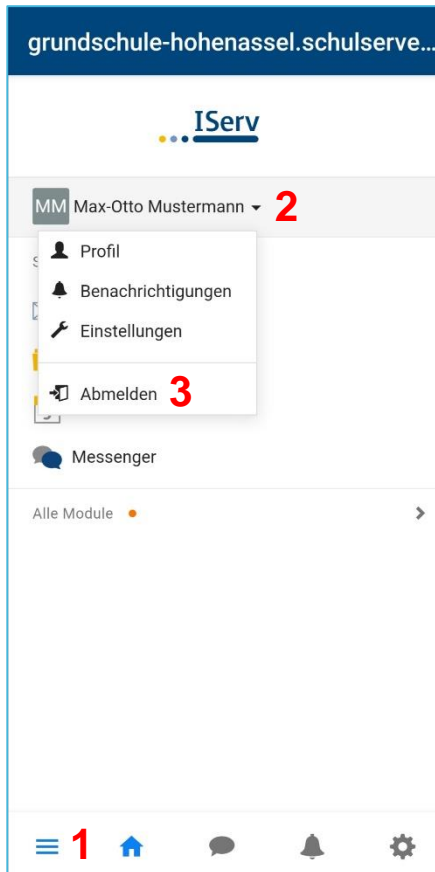 grundschule-hohenassel.schulserve...
IServ
MM Max-Otto Mustermann 2
Profil
Benachrichtigungen
Einstellungen
Abmelden 3
Messenger
Alle Module
1